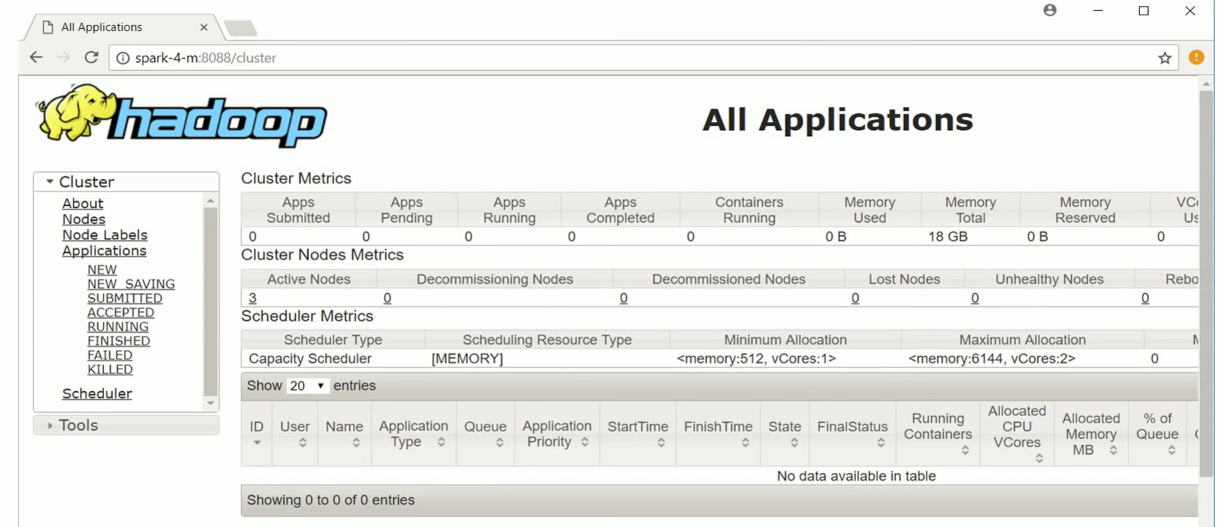 All Applications
spark-4-m:8088/cluster
hadoop
All Applications
Cluster
About
Nodes
Node Labels
Applications
NEW
NEW_SAVING
SUBMITTED
ACCEPTED
RUNNING
FINISHED
FAILED
KILLED
Scheduler
Tools
Cluster Metrics
Apps Submitted Apps Pending Apps Running Apps Completed Containers Running Memory Used Memory Total Memory Reserved
0 0 0 0 0 0 B 18 GB 0 B 0
Cluster Nodes Metrics
Active Nodes Decommissioning Nodes Decommissioned Nodes Lost Nodes Unhealthy Nodes Rebo
3 0 0 0 0 0
Scheduler Metrics
Scheduler Type Scheduling Resource Type Minimum Allocation Maximum Allocation
Capacity Scheduler [MEMORY] <memory:512, vCores:1> <memory:6144, vCores:2> 0
Show 20 entries
ID User Name Application Type Queue Application Priority StartTime FinishTime State FinalStatus Running Containers Allocated CPU VCores Allocated Memory MB % of Queue
No data available in table
Showing 0 to 0 of 0 entries